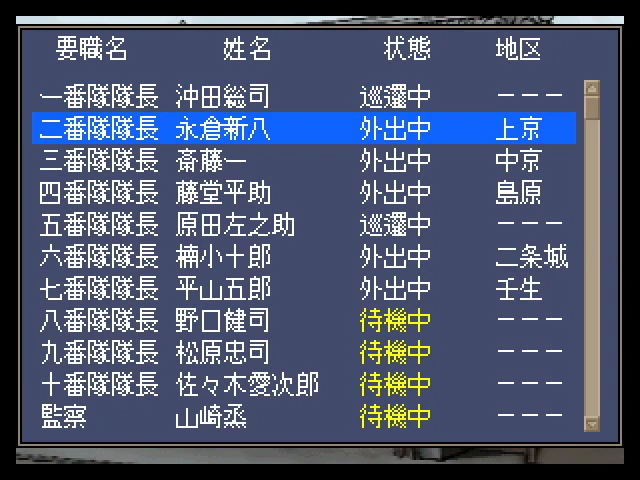 要職名 姓名 状態 地区
一番隊隊長 沖田総司 巡邏中 ---
二番隊隊長 永倉新八 外出中 上京
三番隊隊長 斎藤一 外出中 中京
四番隊隊長 藤堂平助 外出中 島原
五番隊隊長 原田左之助 巡邏中 ---
六番隊隊長 楠小十郎 外出中 二条城
七番隊隊長 平山五郎 外出中 壬生
八番隊隊長 野口健司 待機中 ---
九番隊隊長 松原忠司 待機中 ---
十番隊隊長 佐々木愛次郎 待機中 ---
監察 山崎烝 待機中 ---